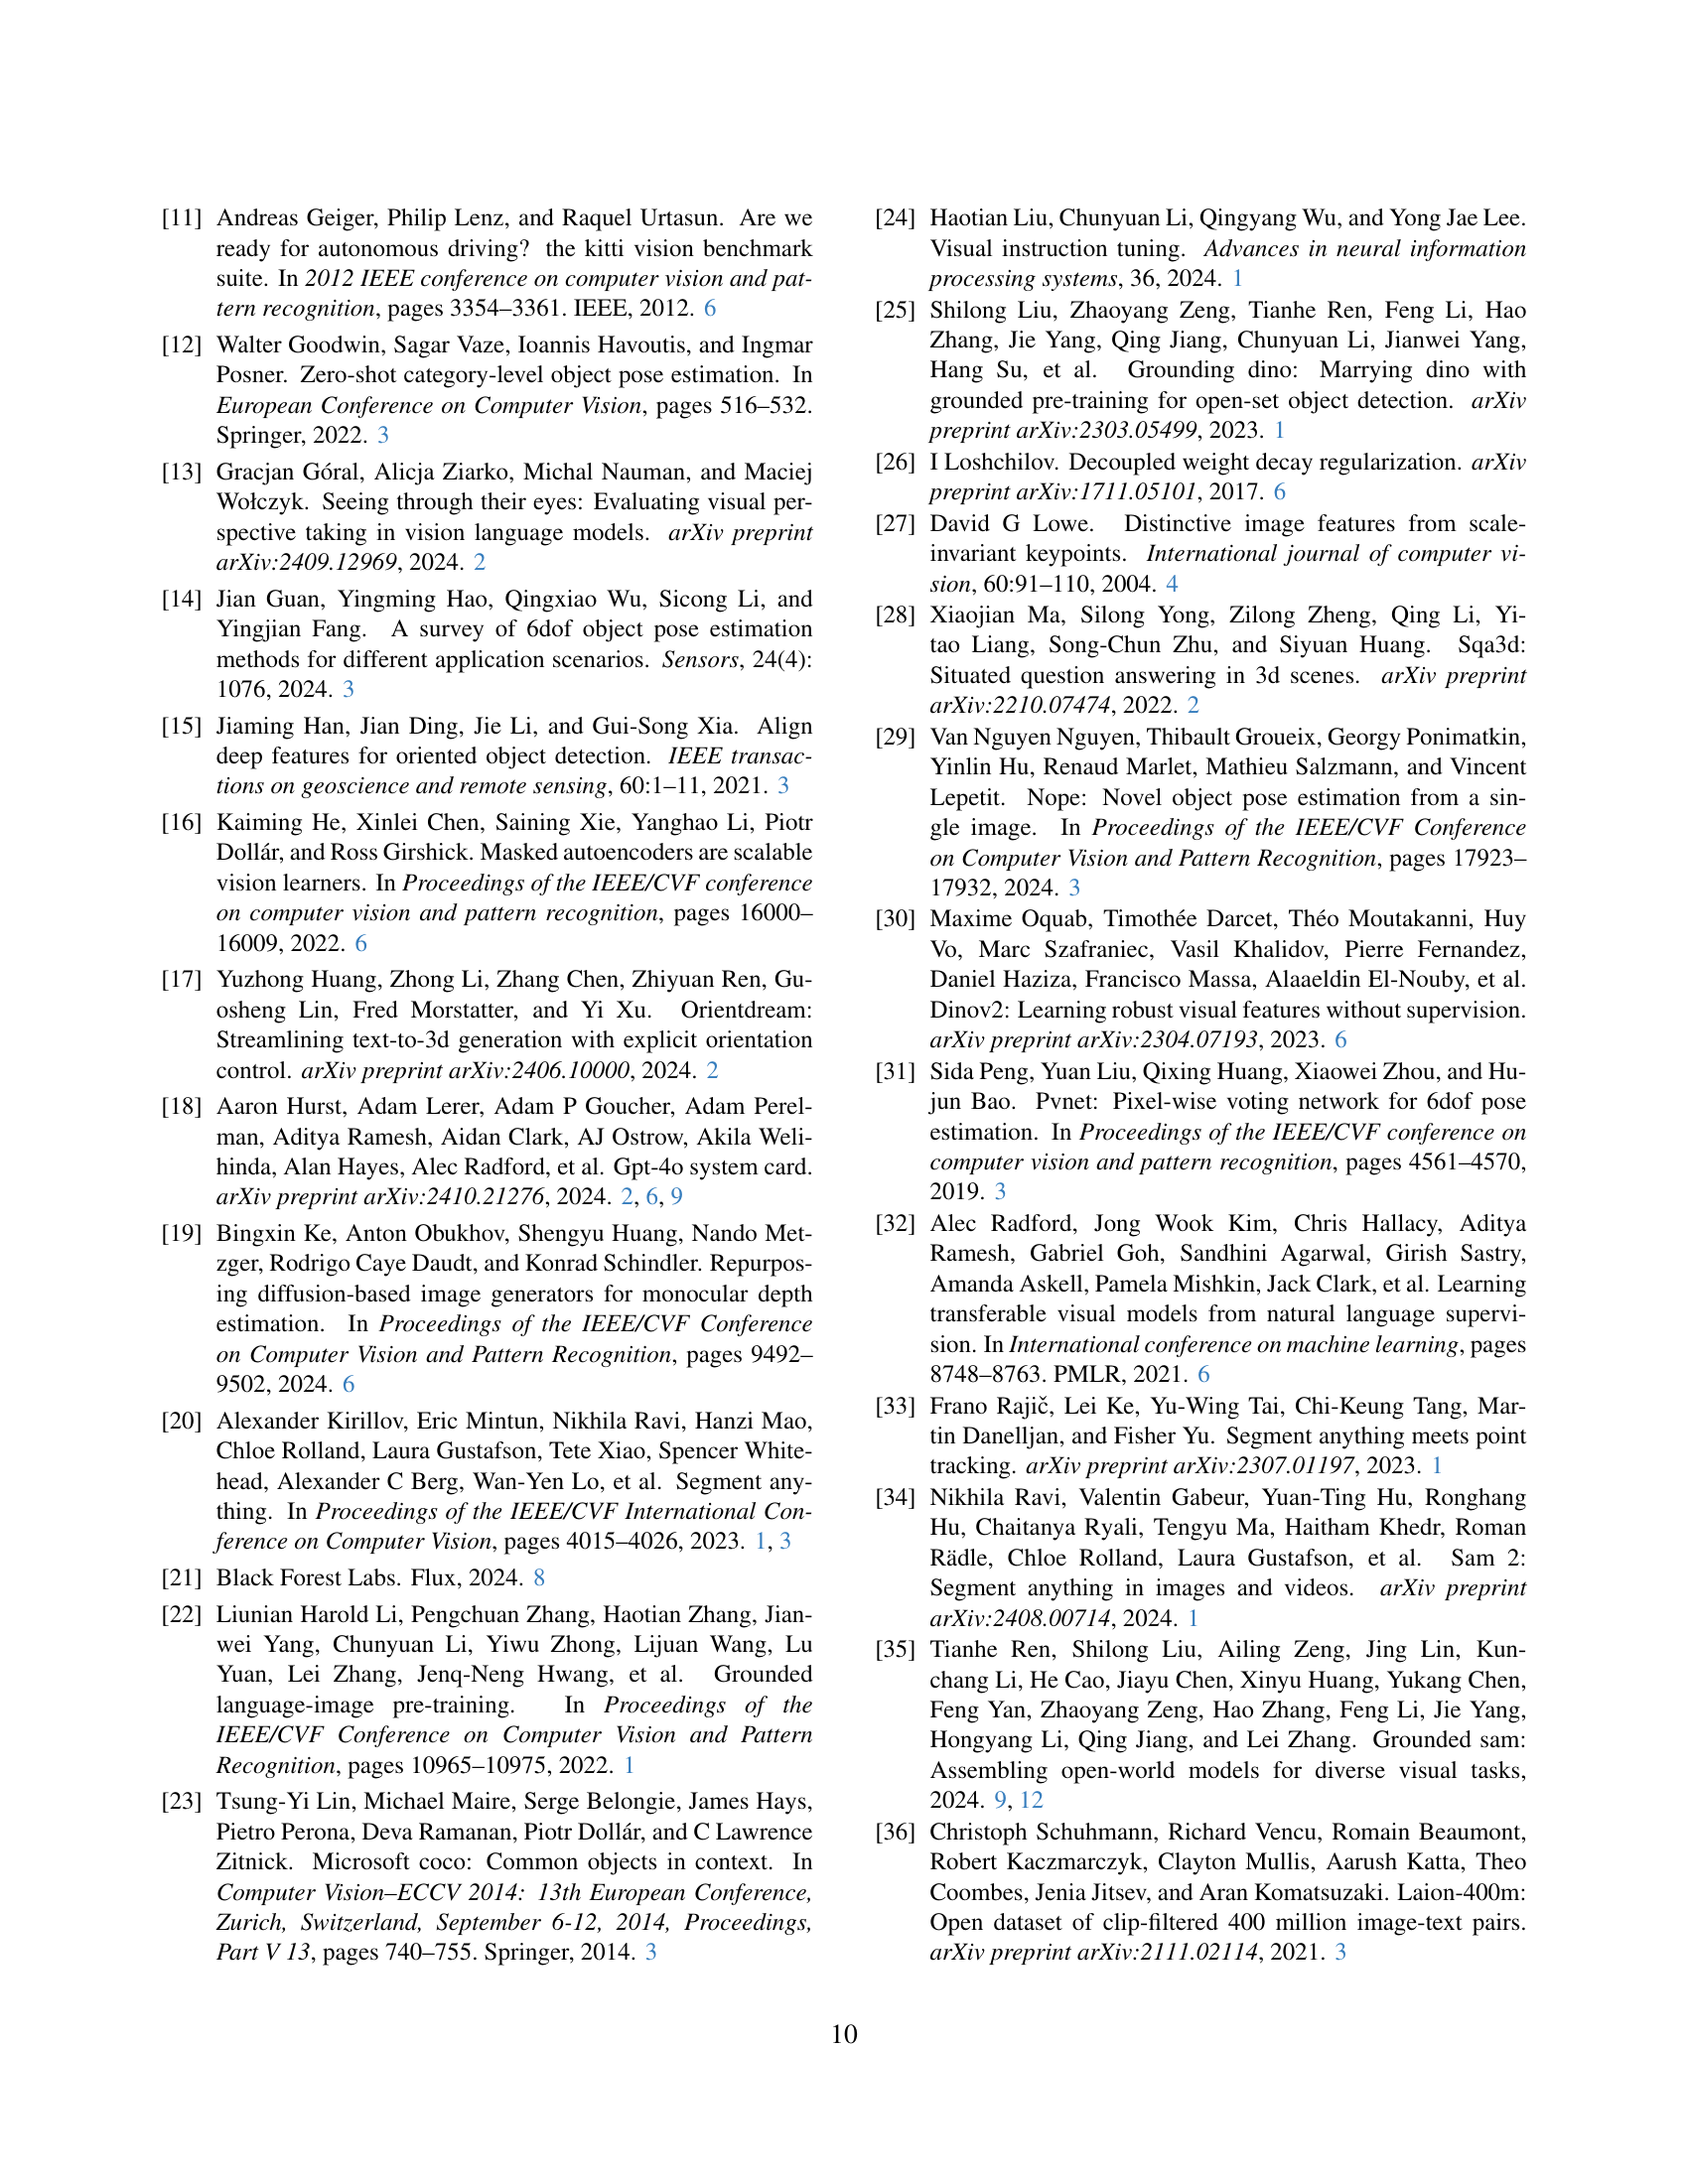 [11] Andreas Geiger, Philip Lenz, and Raquel Urtasun. Are we
ready for autonomous driving? the kitti vision benchmark
suite. In 2012 IEEE conference on computer vision and pat-
tern recognition, pages 3354–3361. IEEE, 2012. 6
[12] Walter Goodwin, Sagar Vaze, Ioannis Havoutis, and Ingmar
Posner. Zero-shot category-level object pose estimation. In
European Conference on Computer Vision, pages 516–532.
Springer, 2022. 3
[13] Gracjan Góral, Alicja Ziarko, Michal Nauman, and Maciej
Wołczyk. Seeing through their eyes: Evaluating visual per-
spective taking in vision language models. arXiv preprint
arXiv:2409.12969, 2024. 2
[14] Jian Guan, Yingming Hao, Qingxiao Wu, Sicong Li, and
Yingjian Fang. A survey of 6dof object pose estimation
methods for different application scenarios. Sensors, 24(4):
1076, 2024. 3
[15] Jiaming Han, Jian Ding, Jie Li, and Gui-Song Xia. Align
deep features for oriented object detection. IEEE transac-
tions on geoscience and remote sensing, 60:1–11, 2021. 3
[16] Kaiming He, Xinlei Chen, Saining Xie, Yanghao Li, Piotr
Dollár, and Ross Girshick. Masked autoencoders are scalable
vision learners. In Proceedings of the IEEE/CVF conference
on computer vision and pattern recognition, pages 16000–
16009, 2022. 6
[17] Yuzhong Huang, Zhong Li, Zhang Chen, Zhiyuan Ren, Gu-
osheng Lin, Fred Morstatter, and Yi Xu. Orientdream:
Streamlining text-to-3d generation with explicit orientation
control. arXiv preprint arXiv:2406.10000, 2024. 2
[18] Aaron Hurst, Adam Lerer, Adam P Goucher, Adam Perel-
man, Aditya Ramesh, Aidan Clark, AJ Ostrow, Akila Weli-
hinda, Alan Hayes, Alec Radford, et al. Gpt-4o system card.
arXiv preprint arXiv:2410.21276, 2024. 2, 6, 9
[19] Bingxin Ke, Anton Obukhov, Shengyu Huang, Nando Met-
zger, Rodrigo Caye Daudt, and Konrad Schindler. Repurpos-
ing diffusion-based image generators for monocular depth
estimation. In Proceedings of the IEEE/CVF Conference
on Computer Vision and Pattern Recognition, pages 9492–
9502, 2024. 6
[20] Alexander Kirillov, Eric Mintun, Nikhila Ravi, Hanzi Mao,
Chloe Rolland, Laura Gustafson, Tete Xiao, Spencer White-
head, Alexander C Berg, Wan-Yen Lo, et al. Segment any-
thing. In Proceedings of the IEEE/CVF International Con-
ference on Computer Vision, pages 4015–4026, 2023. 1, 3
[21] Black Forest Labs. Flux, 2024. 8
[22] Liunian Harold Li, Pengchuan Zhang, Haotian Zhang, Jian-
wei Yang, Chunyuan Li, Yiwu Zhong, Lijuan Wang, Lu
Yuan, Lei Zhang, Jenq-Neng Hwang, et al. Grounded
language-image pre-training. In Proceedings of the
IEEE/CVF Conference on Computer Vision and Pattern
Recognition, pages 10965–10975, 2022. 1
[23] Tsung-Yi Lin, Michael Maire, Serge Belongie, James Hays,
Pietro Perona, Deva Ramanan, Piotr Dollár, and C Lawrence
Zitnick. Microsoft coco: Common objects in context. In
Computer Vision–ECCV 2014: 13th European Conference,
Zurich, Switzerland, September 6-12, 2014, Proceedings,
Part V 13, pages 740–755. Springer, 2014. 3
[24] Haotian Liu, Chunyuan Li, Qingyang Wu, and Yong Jae Lee.
Visual instruction tuning. Advances in neural information
processing systems, 36, 2024. 1
[25] Shilong Liu, Zhaoyang Zeng, Tianhe Ren, Feng Li, Hao
Zhang, Jie Yang, Qing Jiang, Chunyuan Li, Jianwei Yang,
Hang Su, et al. Grounding dino: Marrying dino with
grounded pre-training for open-set object detection. arXiv
preprint arXiv:2303.05499, 2023. 1
[26] I Loshchilov. Decoupled weight decay regularization. arXiv
preprint arXiv:1711.05101, 2017. 6
[27] David G Lowe. Distinctive image features from scale-
invariant keypoints. International journal of computer vi-
sion, 60:91–110, 2004. 4
[28] Xiaojian Ma, Silong Yong, Zilong Zheng, Qing Li, Yi-
tao Liang, Song-Chun Zhu, and Siyuan Huang. Sqa3d:
Situated question answering in 3d scenes. arXiv preprint
arXiv:2210.07474, 2022. 2
[29] Van Nguyen Nguyen, Thibault Groueix, Georgy Ponimatkin,
Yinlin Hu, Renaud Marlet, Mathieu Salzmann, and Vincent
Lepetit. Nope: Novel object pose estimation from a sin-
gle image. In Proceedings of the IEEE/CVF Conference
on Computer Vision and Pattern Recognition, pages 17923–
17932, 2024. 3
[30] Maxime Oquab, Timothée Darcet, Théo Moutakanni, Huy
Vo, Marc Szafraniec, Vasil Khalidov, Pierre Fernandez,
Daniel Haziza, Francisco Massa, Alaaeldin El-Nouby, et al.
Dinov2: Learning robust visual features without supervision.
arXiv preprint arXiv:2304.07193, 2023. 6
[31] Sida Peng, Yuan Liu, Qixing Huang, Xiaowei Zhou, and Hu-
jun Bao. Pvnet: Pixel-wise voting network for 6dof pose
estimation. In Proceedings of the IEEE/CVF conference on
computer vision and pattern recognition, pages 4561–4570,
2019. 3
[32] Alec Radford, Jong Wook Kim, Chris Hallacy, Aditya
Ramesh, Gabriel Goh, Sandhini Agarwal, Girish Sastry,
Amanda Askell, Pamela Mishkin, Jack Clark, et al. Learning
transferable visual models from natural language supervi-
sion. In International conference on machine learning, pages
8748–8763. PMLR, 2021. 6
[33] Frano Rajič, Lei Ke, Yu-Wing Tai, Chi-Keung Tang, Mar-
tin Danelljan, and Fisher Yu. Segment anything meets point
tracking. arXiv preprint arXiv:2307.01197, 2023. 1
[34] Nikhila Ravi, Valentin Gabeur, Yuan-Ting Hu, Ronghang
Hu, Chaitanya Ryali, Tengyu Ma, Haitham Khedr, Roman
Rädle, Chloe Rolland, Laura Gustafson, et al. Sam 2:
Segment anything in images and videos. arXiv preprint
arXiv:2408.00714, 2024. 1
[35] Tianhe Ren, Shilong Liu, Ailing Zeng, Jing Lin, Kun-
chang Li, He Cao, Jiayu Chen, Xinyu Huang, Yukang Chen,
Feng Yan, Zhaoyang Zeng, Hao Zhang, Feng Li, Jie Yang,
Hongyang Li, Qing Jiang, and Lei Zhang. Grounded sam:
Assembling open-world models for diverse visual tasks,
2024. 9, 12
[36] Christoph Schuhmann, Richard Vencu, Romain Beaumont,
Robert Kaczmarczyk, Clayton Mullis, Aarush Katta, Theo
Coombes, Jenia Jitsev, and Aran Komatsuzaki. Laion-400m:
Open dataset of clip-filtered 400 million image-text pairs.
arXiv preprint arXiv:2111.02114, 2021. 3
10